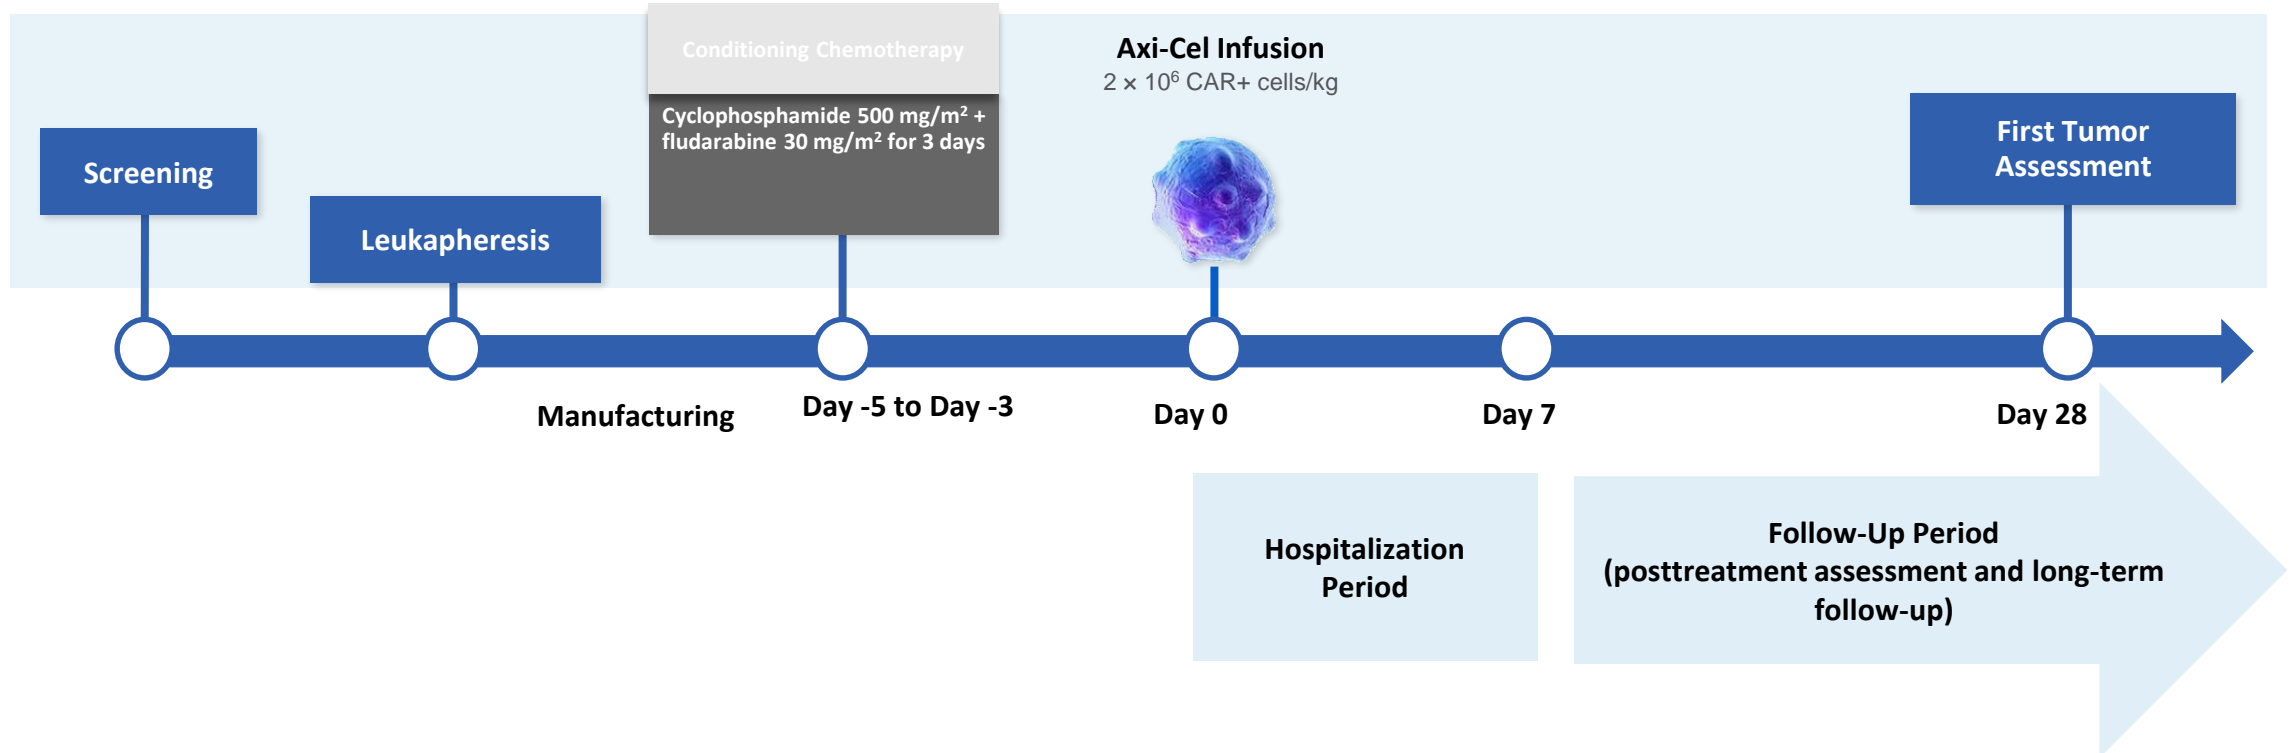 Conditioning Chemotherapy
Cyclophosphamide 500 mg/m² +
fludarabine 30 mg/m² for 3 days
Axi-Cel Infusion
2 × 10⁶ CAR+ cells/kg
Screening
Leukapheresis
First Tumor
Assessment
Manufacturing
Day -5 to Day -3
Day 0
Day 7
Day 28
Hospitalization
Period
Follow-Up Period
(posttreatment assessment and long-term
follow-up)